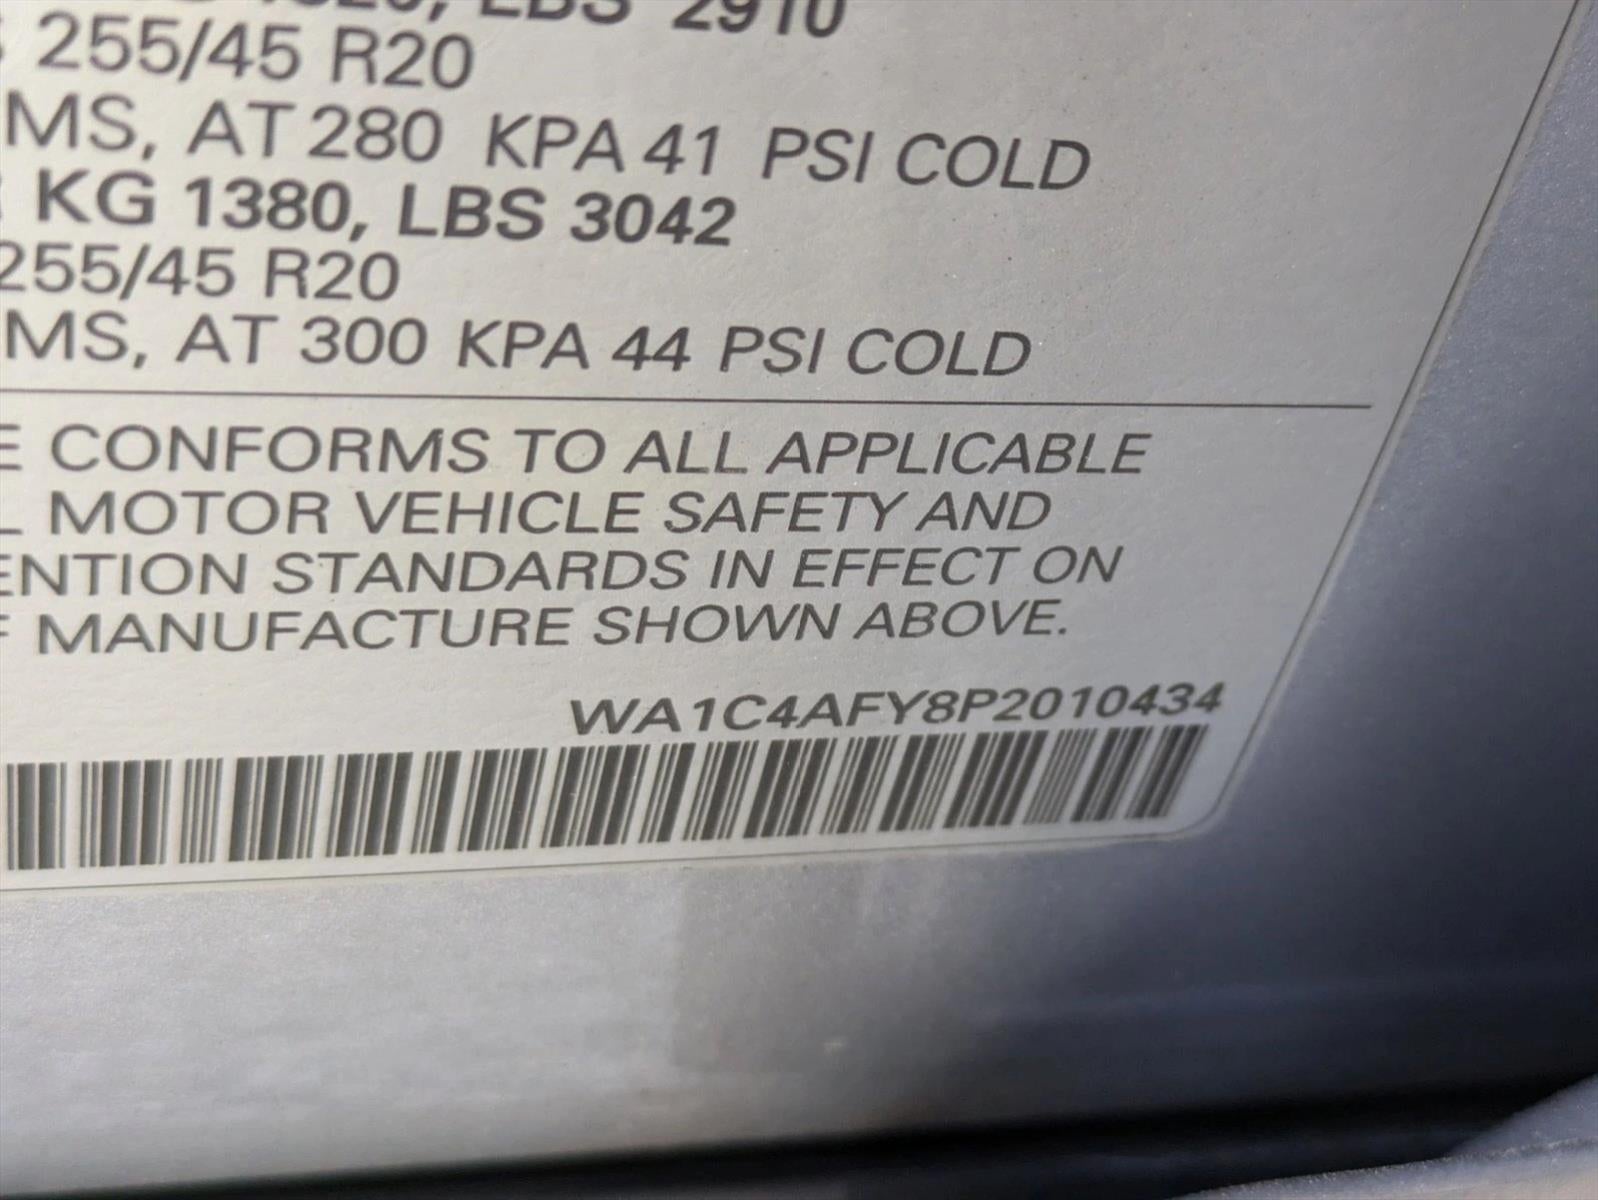 LBS 2910
255/45 R20
MS, AT 280 KPA 41 PSI COLD
KG 1380, LBS 3042
255/45 R20
MS, AT 300 KPA 44 PSI COLD
E CONFORMS TO ALL APPLICABLE
L MOTOR VEHICLE SAFETY AND
ENTION STANDARDS IN EFFECT ON
F MANUFACTURE SHOWN ABOVE.
WA1C4AFY8P2010434